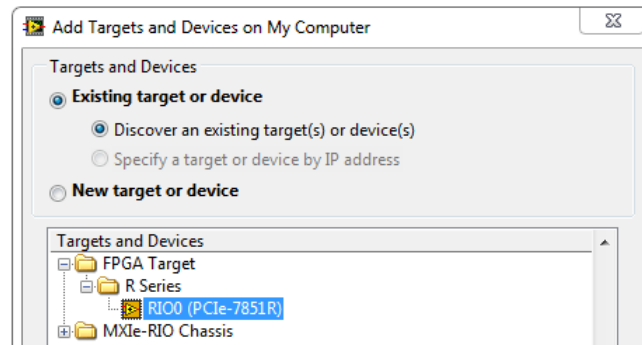 Add Targets and Devices on My Computer
Targets and Devices
Existing target or device
Discover an existing target(s) or device(s)
Specify a target or device by IP address
New target or device
Targets and Devices
FPGA Target
R Series
RIO0 (PCIe-7851R)
MXIe-RIO Chassis